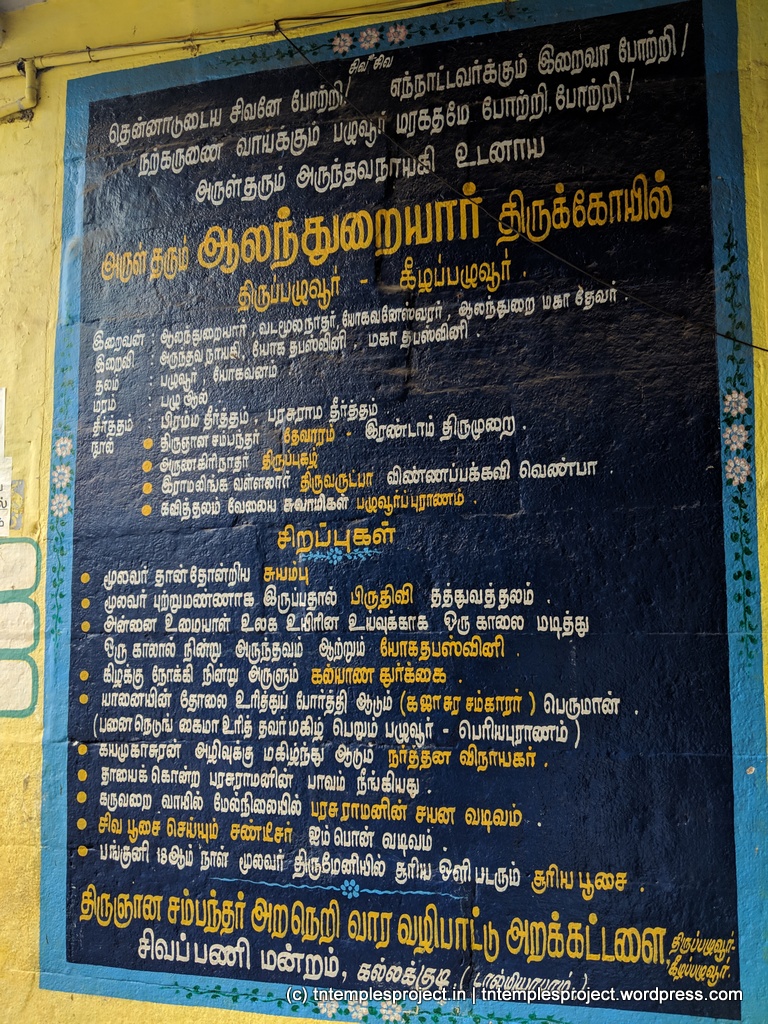 சிவ சிவ
தென்னாடுடைய சிவனே போற்றி! எந்நாட்டவர்க்கும் இறைவா போற்றி!
நற்கருணை வாய்க்கும் பழுவூர் மரகதமே போற்றி, போற்றி!
அருள் தரும் அருந்தவநாயகி உடனாய
அருள் தரும் ஆலந்துறையார் திருக்கோயில்
திருப்பழுவூர் - கீழப்பழுவூர்.
இறைவன் : ஆலந்துறையார், வடமூலநாதர், யோகவனேஸ்வரர், ஆலந்துறை மகா தேவர்.
இறைவி : அருந்தவ நாயகி, யோக தபஸ்வினி. மகா தபஸ்வினி.
தலம் : பழுவூர், யோகவனம்
மரம் : பழு ஆல்
தீர்த்தம் : பிரம்ம தீர்த்தம், பரசுராம தீர்த்தம்.
நூல் • திருஞான சம்பந்தர் தேவாரம் - இரண்டாம் திருமுறை.
• அருணகிரிநாதர் திருப்புகழ்
• இராமலிங்க வள்ளலார் திருவருட்பா விண்ணப்பக்கலி வெண்பா.
• கவித்தலம் வேலைய சுவாமிகள் பழுவூர்ப்புராணம்.
சிறப்புகள்
• மூலவர் தான் தோன்றிய சுயம்பு
• மூலவர் புற்றுமண்ணாக இருப்பதால் பிருதிவி தத்துவத்தலம்.
• அன்னை உமையாள் உலக உயிரின உய்வுக்காக ஒரு காலை மடித்து
ஒரு காலால் நின்று அருந்தவம் ஆற்றும் யோகதபஸ்வினி.
• கிழக்கு நோக்கி நின்று அருளும் கல்யாண துர்க்கை.
• யானையின் தோலை உரித்துப் போர்த்தி ஆடும் (கஜாசுர சம்காரர்) பெருமான்.
(பனைநெடுங் கைமா உரித் தவர்மகிழ் பெறும் பழுவூர் - பெரியபுராணம்)
• கயமுகாசுரன் அழிவுக்கு மகிழ்ந்து ஆடும் நர்த்தன விநாயகர்.
• தாயைக் கொன்ற பரசுராமனின் பாவம் நீங்கியது.
• கருவறை வாயில் மேல்நிலையில் பரசுராமனின் சயன வடிவம்.
• சிவ பூசை செய்யும் சண்டீசர் ஐம்பொன் வடிவம்.
• பங்குனி 18ஆம் நாள் மூலவர் திருமேனியில் சூரிய ஒளி படரும் சூரிய பூசை.
திருஞான சம்பந்தர் அறநெறி வார வழிபாட்டு அறக்கட்டளை, திருப்பழுவூர்-
கீழப்பழுவூர்.
சிவப்பணி மன்றம், கல்லக்குடி (டால்மியாபுரம்)
(c) tntemplesproject.in | tntemplesproject.wordpress.com